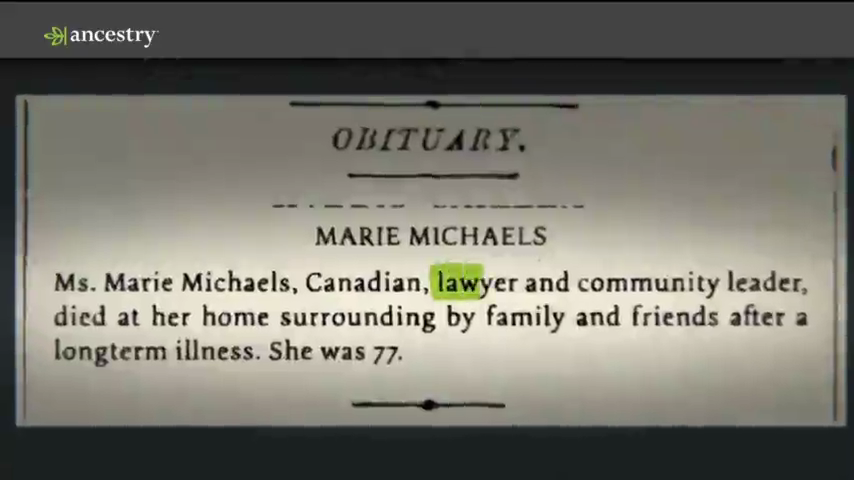 ancestry
OBITUARY.
MARIE MICHAELS
Ms. Marie Michaels, Canadian, lawyer and community leader,
died at her home surrounding by family and friends after a
longterm illness. She was 77.